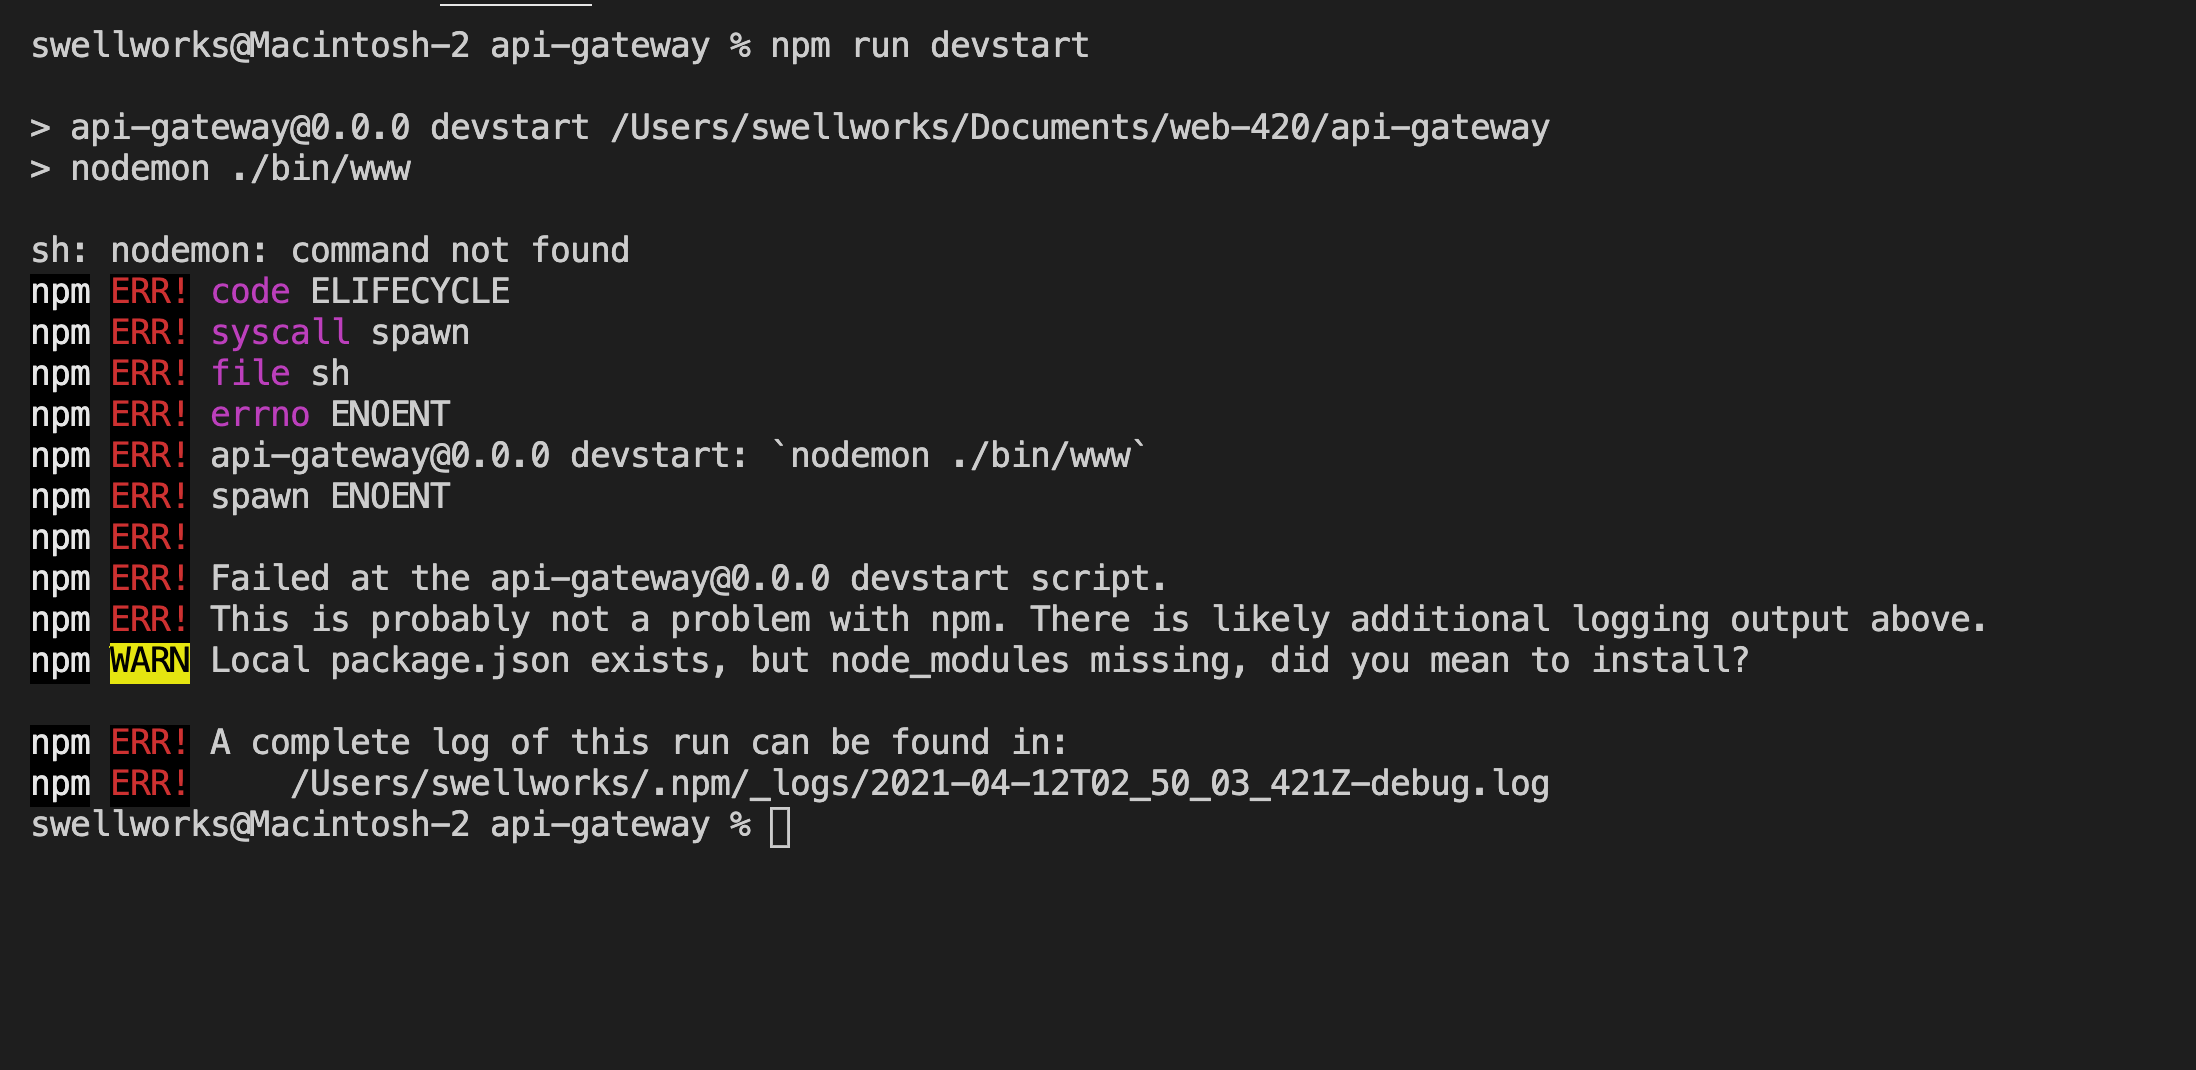 swellworks@Macintosh-2 api-gateway % npm run devstart
> api-gateway@0.0.0 devstart /Users/swellworks/Documents/web-420/api-gateway
> nodemon ./bin/www
sh: nodemon: command not found
npm ERR! code ELIFECYCLE
npm ERR! syscall spawn
npm ERR! file sh
npm ERR! errno ENOENT
npm ERR! api-gateway@0.0.0 devstart: `nodemon ./bin/www`
npm ERR! spawn ENOENT
npm ERR!
npm ERR! Failed at the api-gateway@0.0.0 devstart script.
npm ERR! This is probably not a problem with npm. There is likely additional logging output above.
npm WARN Local package.json exists, but node_modules missing, did you mean to install?
npm ERR! A complete log of this run can be found in:
npm ERR!     /Users/swellworks/.npm/_logs/2021-04-12T02_50_03_421Z-debug.log
swellworks@Macintosh-2 api-gateway %